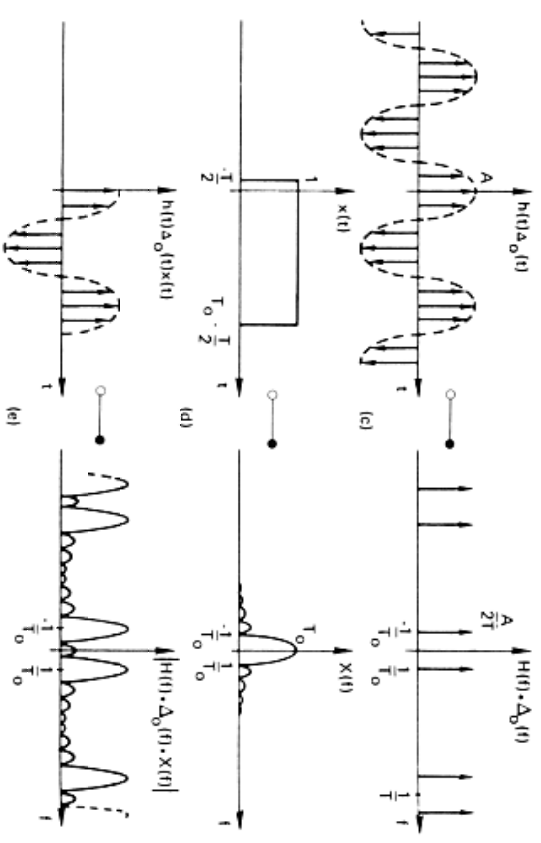 h(t)Δ₀(t)
A
t
(c)
H(f)•Δ₀(f)
A/2T
-1/T₀
1/T₀
1/T
f
x(t)
1
-T/2
T₀-T/2
t
(d)
X(f)
T₀
-1/T₀
1/T₀
f
h(t)Δ₀(t)x(t)
t
(e)
|H(f)•Δ₀(f)•X(f)|
-1/T₀
1/T₀
f